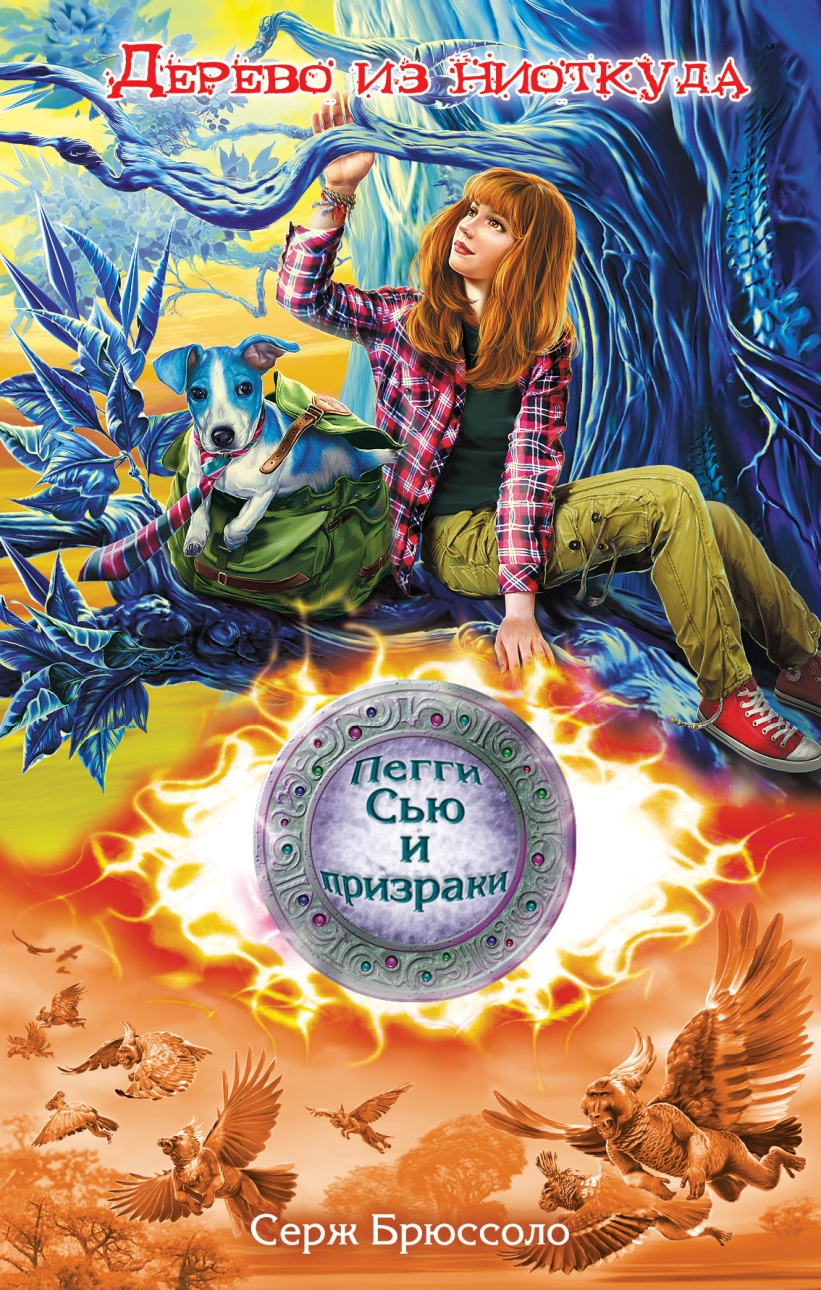 Дерево из ниоткуда
Пегги
Сью
и
призраки
Серж Брюссоло